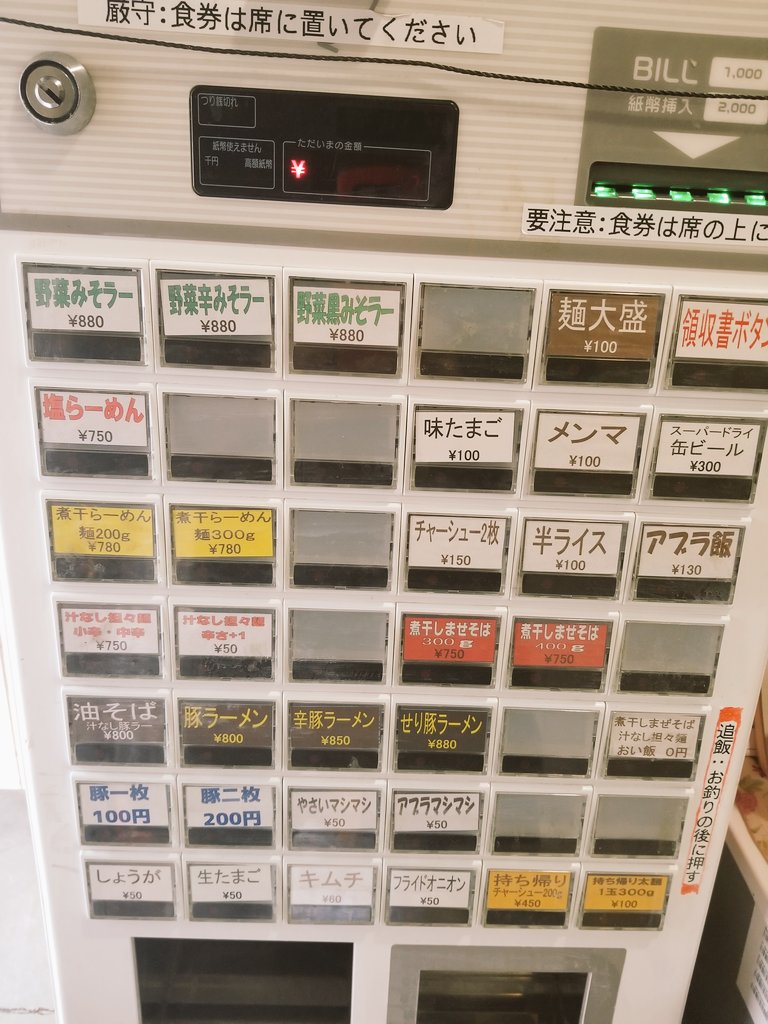 厳守:食券は席に置いてください
BILL
1,000
紙幣挿入
2,000
つり銭切れ
紙幣使えません
千円 高額紙幣
ただいまの金額
¥
要注意:食券は席の上に
野菜みそラー
¥880
野菜辛みそラー
¥880
野菜黒みそラー
¥880
麺大盛
¥100
領収書ボタン
塩らーめん
¥750
味たまご
¥100
メンマ
¥100
スーパードライ
缶ビール
¥300
煮干らーめん
麺200g
¥780
煮干らーめん
麺300g
¥780
チャーシュー2枚
¥150
半ライス
¥100
アブラ飯
¥130
汁なし担々麺
小辛・中辛
¥750
汁なし担々麺
辛さ+1
¥50
煮干しまぜそば
300g
¥750
煮干しまぜそば
400g
¥750
油そば
汁なし豚ラー
¥800
豚ラーメン
¥800
辛豚ラーメン
¥850
せり豚ラーメン
¥880
煮干しまぜそば
汁なし担々麺
おい飯 0円
豚一枚
100円
豚二枚
200円
やさいマシマシ
¥50
アブラマシマシ
¥50
しょうが
¥50
生たまご
¥50
キムチ
¥60
フライドオニオン
¥50
持ち帰り
チャーシュー200g
¥450
持ち帰り太麺
1玉300g
¥100
追飯:お釣りの後に押す